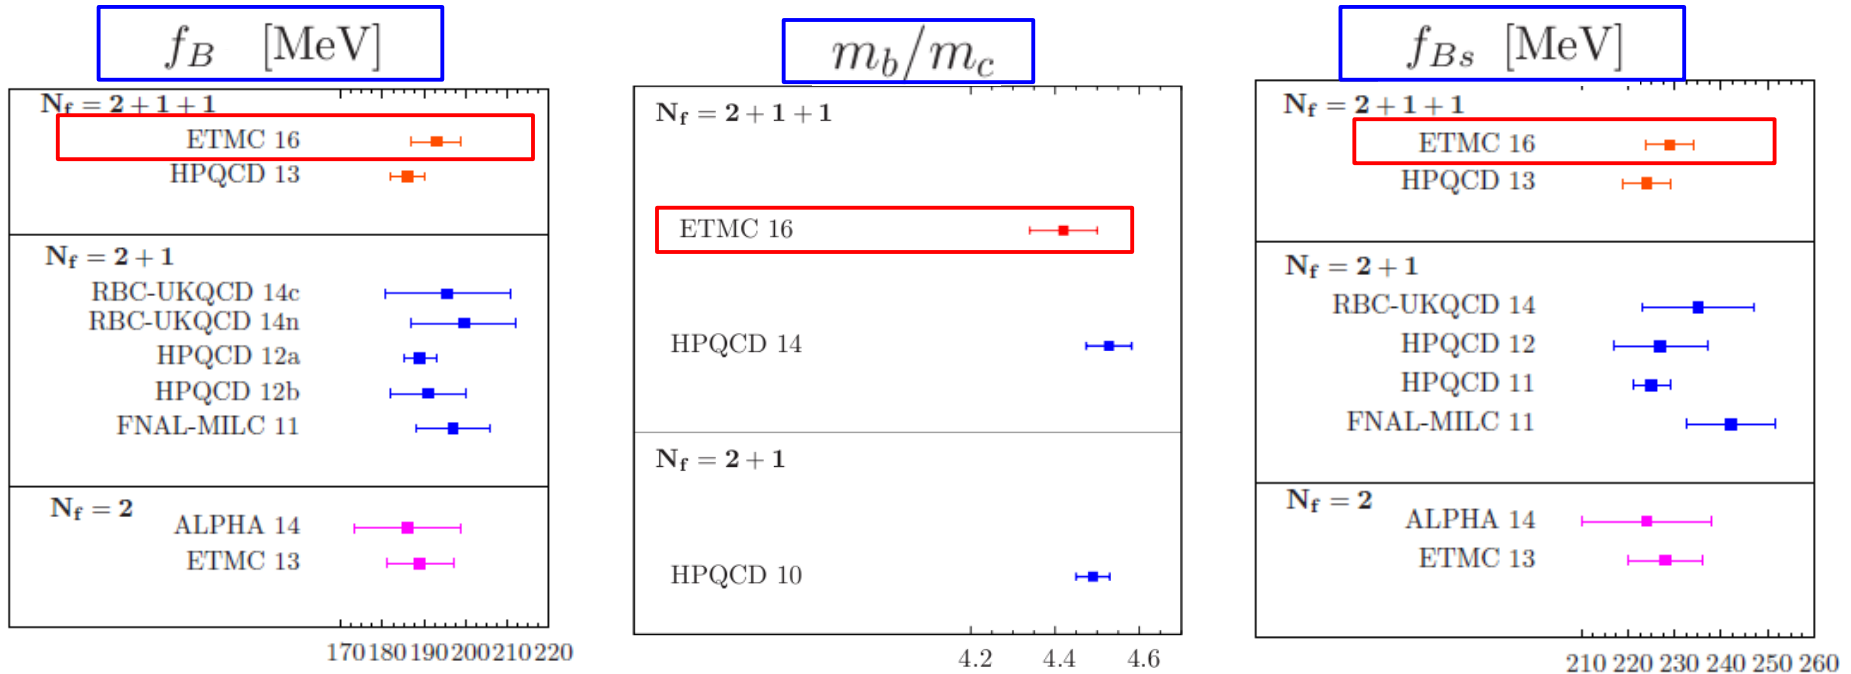 f_B [MeV]
N_f = 2 + 1 + 1
ETMC 16
HPQCD 13
N_f = 2 + 1
RBC-UKQCD 14c
RBC-UKQCD 14n
HPQCD 12a
HPQCD 12b
FNAL-MILC 11
N_f = 2
ALPHA 14
ETMC 13
170 180 190 200 210 220
m_b/m_c
N_f = 2 + 1 + 1
ETMC 16
HPQCD 14
N_f = 2 + 1
HPQCD 10
4.2 4.4 4.6
f_{Bs} [MeV]
N_f = 2 + 1 + 1
ETMC 16
HPQCD 13
N_f = 2 + 1
RBC-UKQCD 14
HPQCD 12
HPQCD 11
FNAL-MILC 11
N_f = 2
ALPHA 14
ETMC 13
210 220 230 240 250 260